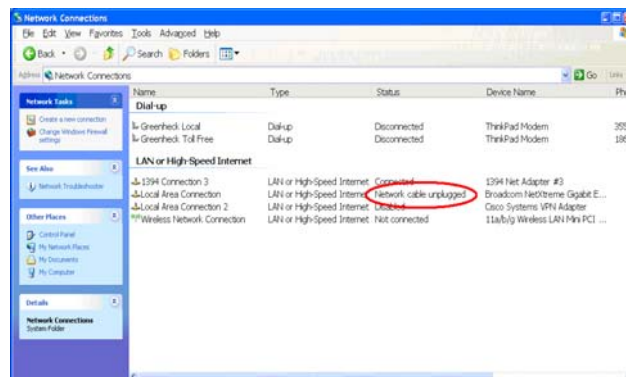 Network Connections
File Edit View Favorites Tools Advanced Help
Back Search Folders
Address Network Connections Go Links
Name Type Status Device Name Ph
Dial-up
Greenheck Local Dial-up Disconnected ThinkPad Modem 355
Greenheck Toll Free Dial-up Disconnected ThinkPad Modem 186
LAN or High-Speed Internet
1394 Connection 3 LAN or High-Speed Internet Connected 1394 Net Adapter #3
Local Area Connection LAN or High-Speed Internet Network cable unplugged Broadcom NetXtreme Gigabit E...
Local Area Connection 2 LAN or High-Speed Internet Disabled Cisco Systems VPN Adapter
Wireless Network Connection LAN or High-Speed Internet Not connected 11a/b/g Wireless LAN Mini PCI ...
Network Tasks
Create a new connection
Change Windows Firewall
settings
See Also
Network Troubleshooter
Other Places
Control Panel
My Network Places
My Documents
My Computer
Details
Network Connections
System Folder